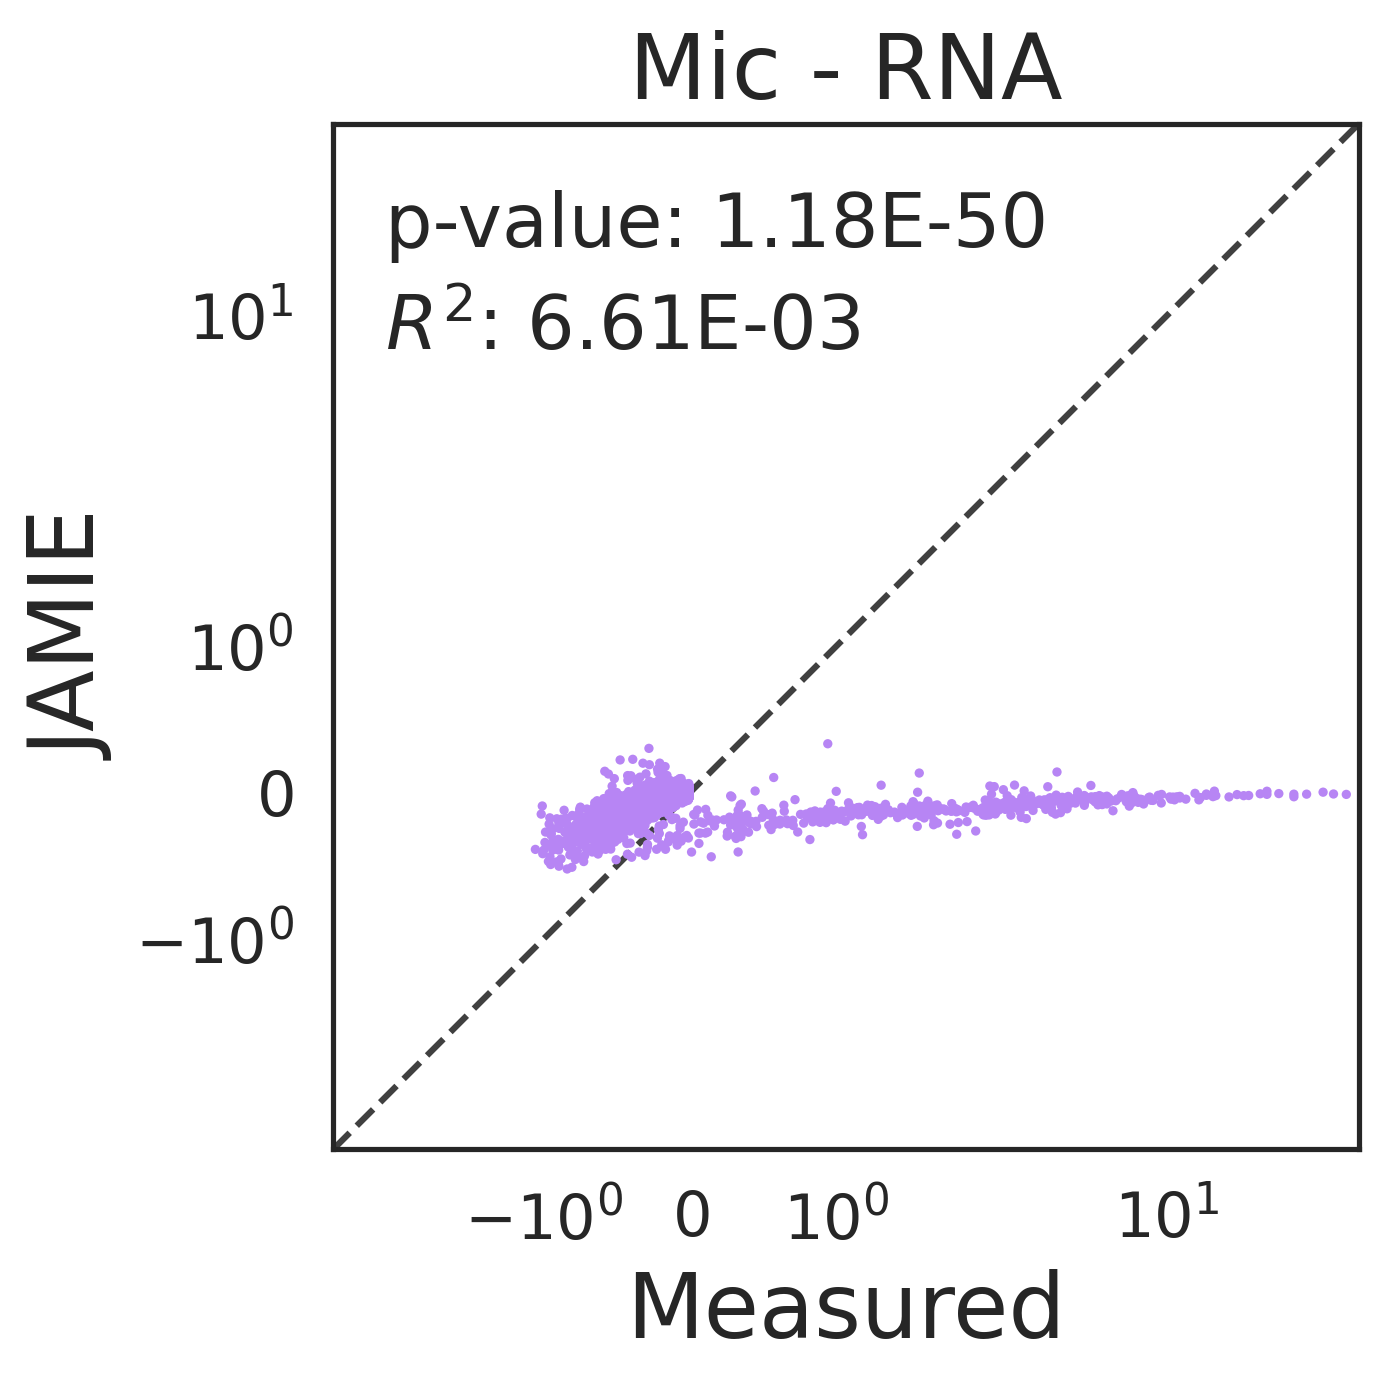 Mic - RNA
p-value: 1.18E-50
R²: 6.61E-03
JAMIE
10¹
10⁰
0
−10⁰
−10⁰ 0 10⁰ 10¹
Measured